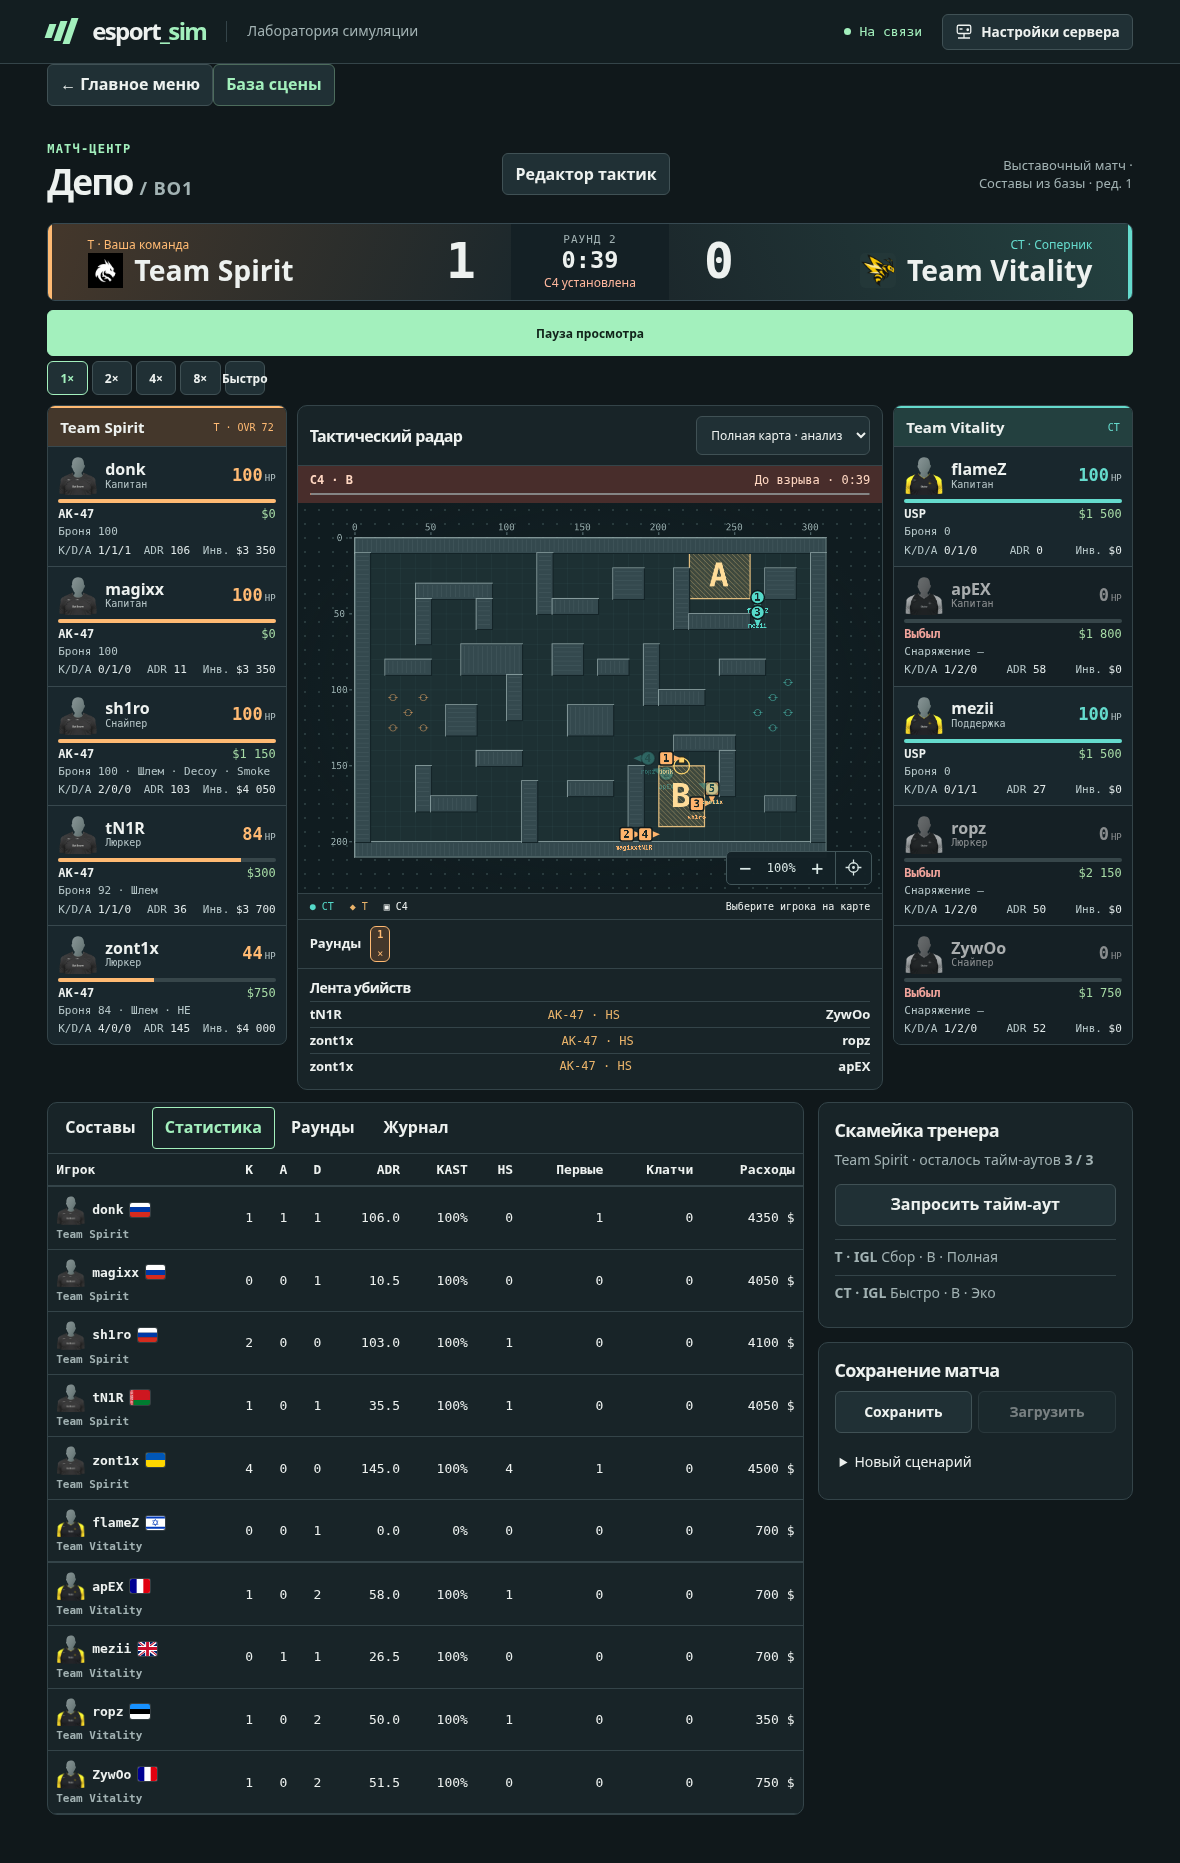 esport_sim
Лаборатория симуляции
На связи
Настройки сервера
← Главное меню
База сцены
МАТЧ-ЦЕНТР
Депо / BO1
Редактор тактик
Выставочный матч ·
Составы из базы · ред. 1
T · Ваша команда
Team Spirit
1
РАУНД 2
0:39
C4 установлена
0
CT · Соперник
Team Vitality
Пауза просмотра
1×
2×
4×
8×
Быстро
Team Spirit
T · OVR 72
donk
Капитан
100 HP
AK-47
$0
Броня 100
K/D/A 1/1/1 ADR 106 Инв. $3 350
magixx
Капитан
100 HP
AK-47
$0
Броня 100
K/D/A 0/1/0 ADR 11 Инв. $3 350
sh1ro
Снайпер
100 HP
AK-47
$1 150
Броня 100 · Шлем · Decoy · Smoke
K/D/A 2/0/0 ADR 103 Инв. $4 050
tN1R
Люркер
84 HP
AK-47
$300
Броня 92 · Шлем
K/D/A 1/1/0 ADR 36 Инв. $3 700
zont1x
Люркер
44 HP
AK-47
$750
Броня 84 · Шлем · HE
K/D/A 4/0/0 ADR 145 Инв. $4 000
Тактический радар
Полная карта · анализ
C4 · B
До взрыва · 0:39
0 50 100 150 200 250 300
0
50
100
150
200
A
1
3
mezii
4
1
B
5
3
sh1ro
2
4
magixx
tN1R
− 100% +
● CT ◆ T ▣ C4
Выберите игрока на карте
Раунды
1
×
Лента убийств
tN1R AK-47 · HS ZywOo
zont1x AK-47 · HS ropz
zont1x AK-47 · HS apEX
Team Vitality
CT
flameZ
Капитан
100 HP
USP
$1 500
Броня 0
K/D/A 0/1/0 ADR 0 Инв. $0
apEX
Капитан
0 HP
Выбыл
$1 800
Снаряжение —
K/D/A 1/2/0 ADR 58 Инв. $0
mezii
Поддержка
100 HP
USP
$1 500
Броня 0
K/D/A 0/1/1 ADR 27 Инв. $0
ropz
Люркер
0 HP
Выбыл
$2 150
Снаряжение —
K/D/A 1/2/0 ADR 50 Инв. $0
ZywOo
Снайпер
0 HP
Выбыл
$1 750
Снаряжение —
K/D/A 1/2/0 ADR 52 Инв. $0
Составы
Статистика
Раунды
Журнал
Игрок K A D ADR KAST HS Первые Клатчи Расходы
donk 1 1 1 106.0 100% 0 1 0 4350 $
Team Spirit
magixx 0 0 1 10.5 100% 0 0 0 4050 $
Team Spirit
sh1ro 2 0 0 103.0 100% 1 0 0 4100 $
Team Spirit
tN1R 1 0 1 35.5 100% 1 0 0 4050 $
Team Spirit
zont1x 4 0 0 145.0 100% 4 1 0 4500 $
Team Spirit
flameZ 0 0 1 0.0 0% 0 0 0 700 $
Team Vitality
apEX 1 0 2 58.0 100% 1 0 0 700 $
Team Vitality
mezii 0 1 1 26.5 100% 0 0 0 700 $
Team Vitality
ropz 1 0 2 50.0 100% 1 0 0 350 $
Team Vitality
ZywOo 1 0 2 51.5 100% 0 0 0 750 $
Team Vitality
Скамейка тренера
Team Spirit · осталось тайм-аутов 3 / 3
Запросить тайм-аут
T · IGL Сбор · B · Полная
CT · IGL Быстро · B · Эко
Сохранение матча
Сохранить
Загрузить
▶ Новый сценарий